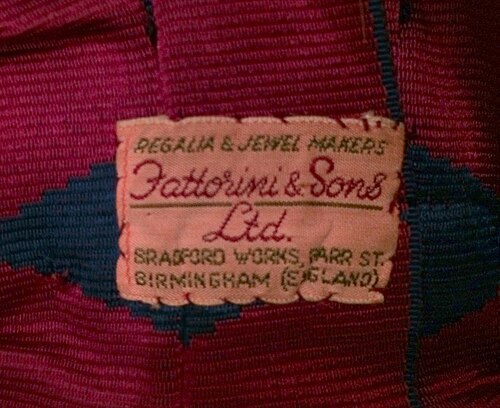 REGALIA & JEWEL MAKERS
Fattorini & Sons
Ltd.
BRADFORD WORKS, PARR ST.
BIRMINGHAM (ENGLAND)